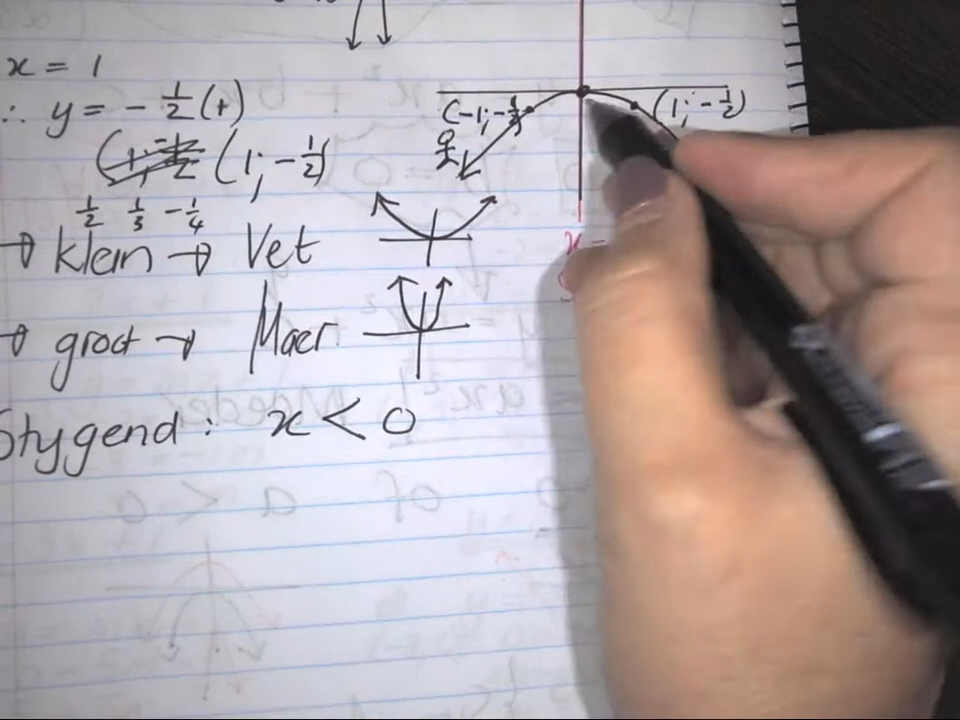 x = 1
∴ y = -½(1)
(1; -½)
(-1; -½)
(1; -½)
½ ⅓ -¼
→ klein → Vet
→ groot → Maer
Stygend: x < 0